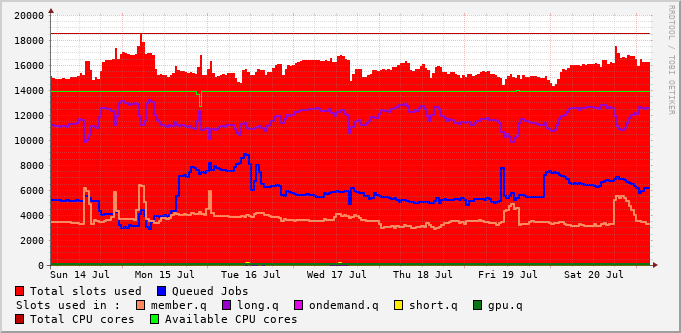 20000
18000
16000
14000
12000
10000
8000
6000
4000
2000
0
Sun 14 Jul Mon 15 Jul Tue 16 Jul Wed 17 Jul Thu 18 Jul Fri 19 Jul Sat 20 Jul
Total slots used Queued Jobs
Slots used in : member.q long.q ondemand.q short.q gpu.q
Total CPU cores Available CPU cores
RRDTOOL / TOBI OETIKER